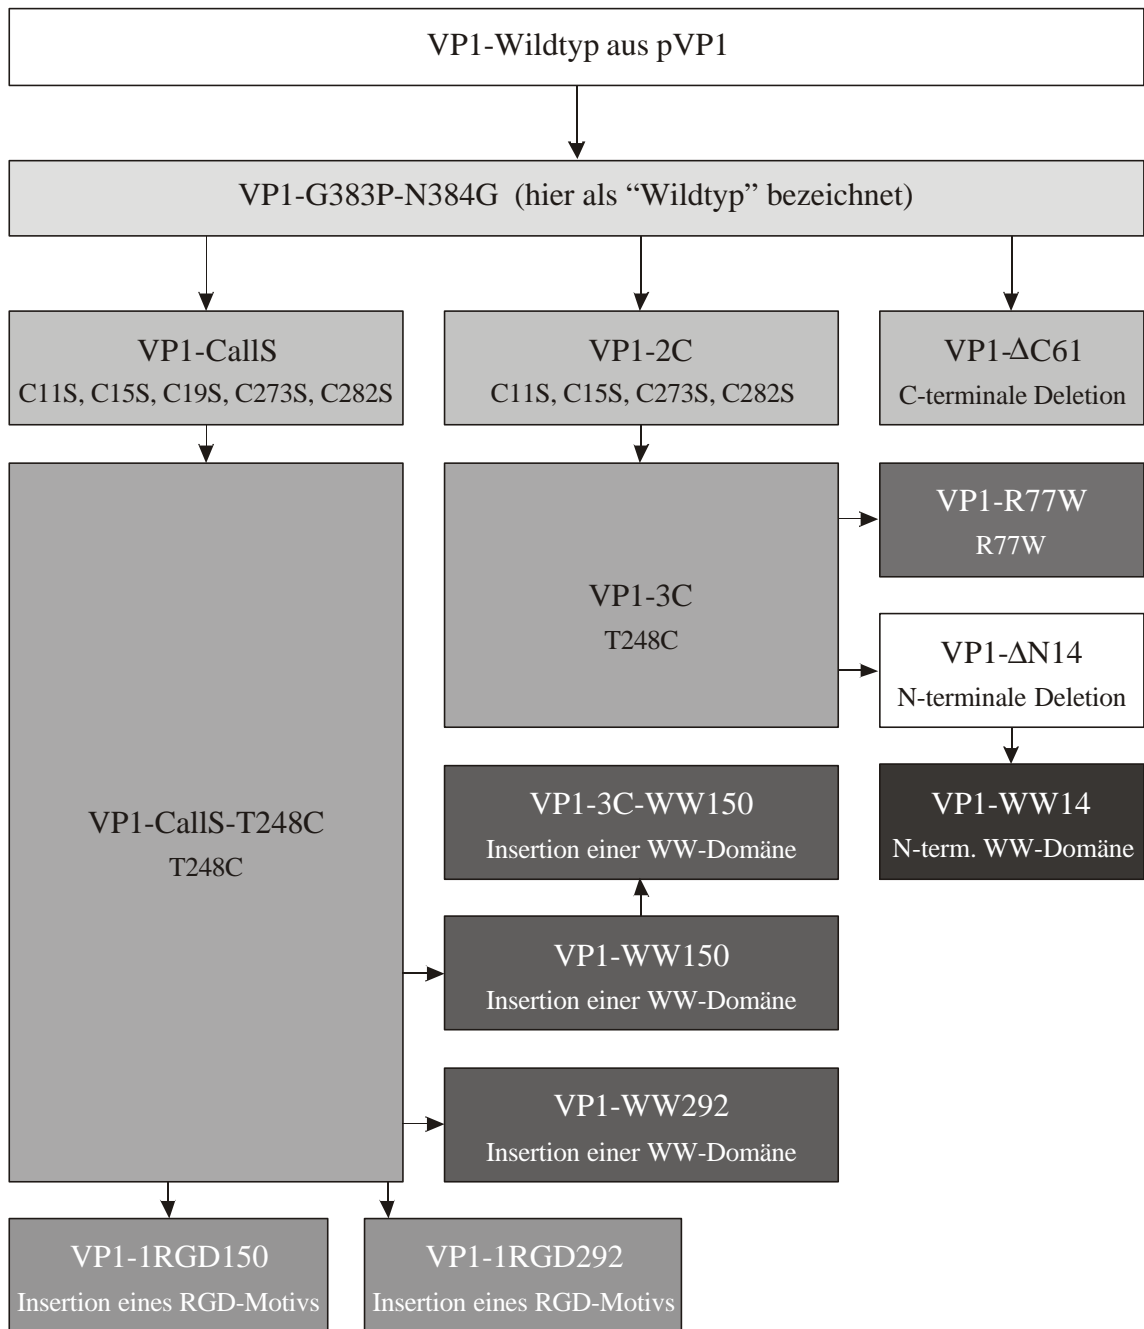 VP1-Wildtyp aus pVP1
VP1-G383P-N384G (hier als “Wildtyp” bezeichnet)
VP1-CallS
C11S, C15S, C19S, C273S, C282S
VP1-2C
C11S, C15S, C273S, C282S
VP1-ΔC61
C-terminale Deletion
VP1-CallS-T248C
T248C
VP1-3C
T248C
VP1-R77W
R77W
VP1-ΔN14
N-terminale Deletion
VP1-3C-WW150
Insertion einer WW-Domäne
VP1-WW14
N-term. WW-Domäne
VP1-WW150
Insertion einer WW-Domäne
VP1-WW292
Insertion einer WW-Domäne
VP1-1RGD150
Insertion eines RGD-Motivs
VP1-1RGD292
Insertion eines RGD-Motivs